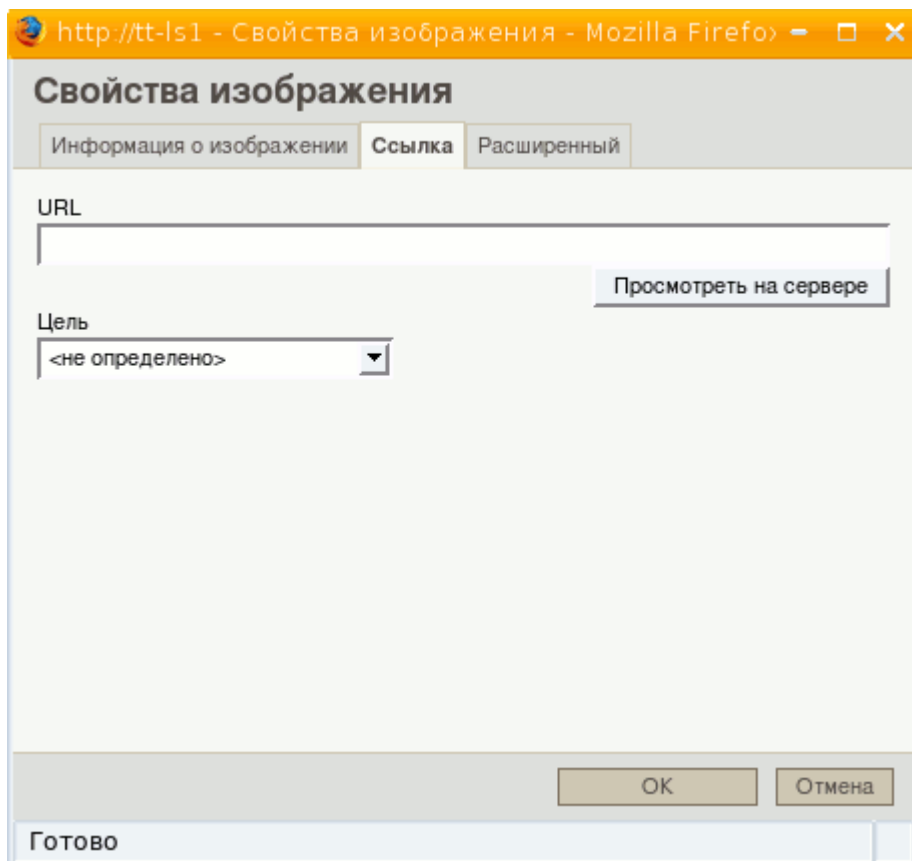 http://tt-ls1 - Свойства изображения - Mozilla Firefox
Свойства изображения
Информация о изображении Ссылка Расширенный
URL
Просмотреть на сервере
Цель
<не определено>
OK Отмена
Готово